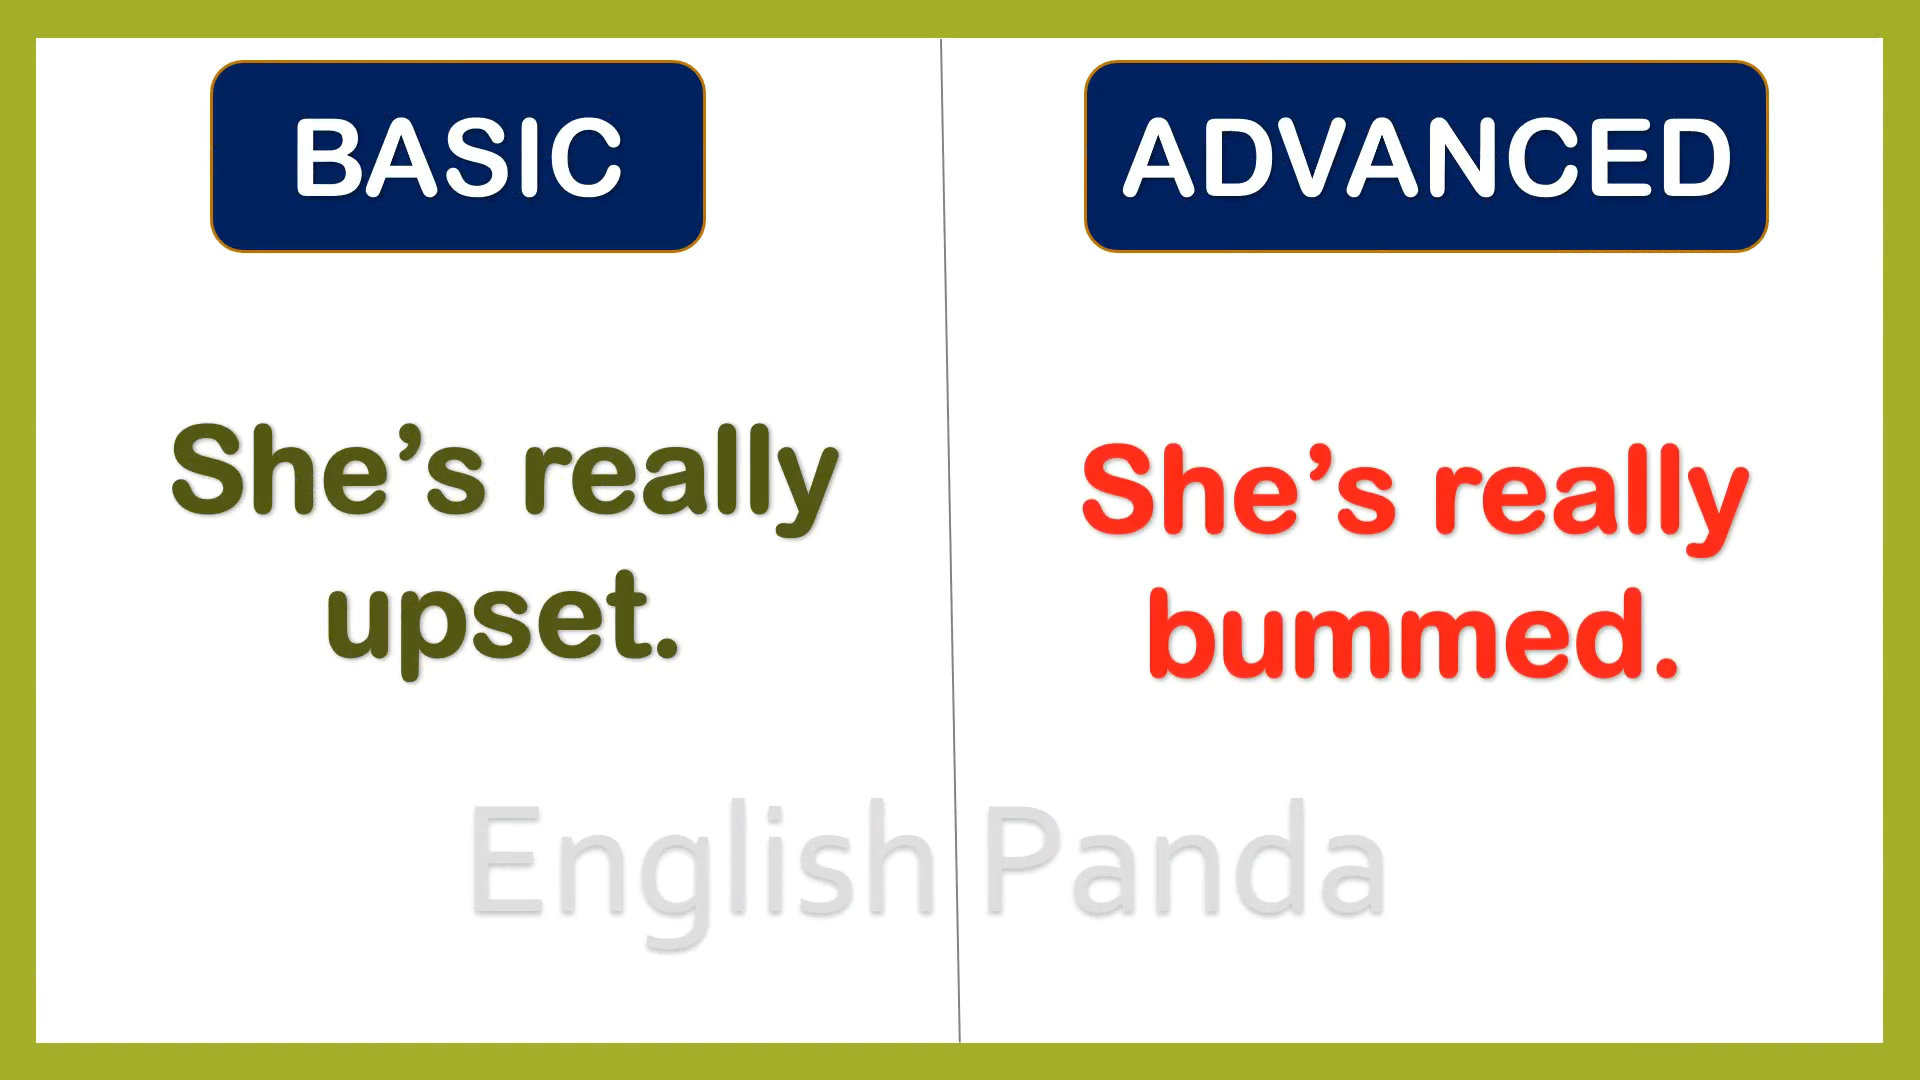 BASIC
She’s really
upset.
ADVANCED
She’s really
bummed.
English Panda